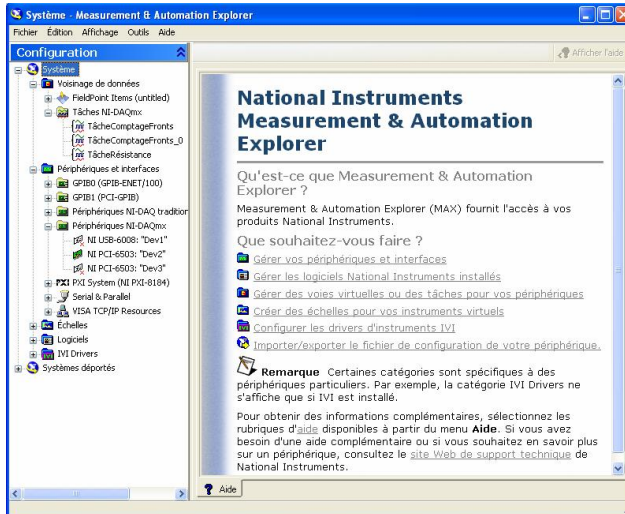 Système - Measurement & Automation Explorer
Fichier Édition Affichage Outils Aide
Configuration
Afficher l'aide
Système
Voisinage de données
FieldPoint Items (untitled)
Tâches NI-DAQmx
TâcheComptageFronts
TâcheComptageFronts_0
TâcheRésistance
Périphériques et interfaces
GPIB0 (GPIB-ENET/100)
GPIB1 (PCI-GPIB)
Périphériques NI-DAQ tradition
Périphériques NI-DAQmx
NI USB-6008: "Dev1"
NI PCI-6503: "Dev2"
NI PCI-6503: "Dev3"
PXI PXI System (NI PXI-8184)
Serial & Parallel
VISA TCP/IP Resources
Échelles
Logiciels
IVI Drivers
Systèmes déportés
National Instruments
Measurement & Automation
Explorer
Qu'est-ce que Measurement & Automation
Explorer ?
Measurement & Automation Explorer (MAX) fournit l'accès à vos
produits National Instruments.
Que souhaitez-vous faire ?
Gérer vos périphériques et interfaces
Gérer les logiciels National Instruments installés
Gérer des voies virtuelles ou des tâches pour vos périphériques
Créer des échelles pour vos instruments virtuels
Configurer les drivers d'instruments IVI
Importer/exporter le fichier de configuration de votre périphérique.
Remarque Certaines catégories sont spécifiques à des
périphériques particuliers. Par exemple, la catégorie IVI Drivers ne
s'affiche que si IVI est installé.
Pour obtenir des informations complémentaires, sélectionnez les
rubriques d'aide disponibles à partir du menu Aide. Si vous avez
besoin d'une aide complémentaire ou si vous souhaitez en savoir plus
sur un périphérique, consultez le site Web de support technique de
National Instruments.
Aide